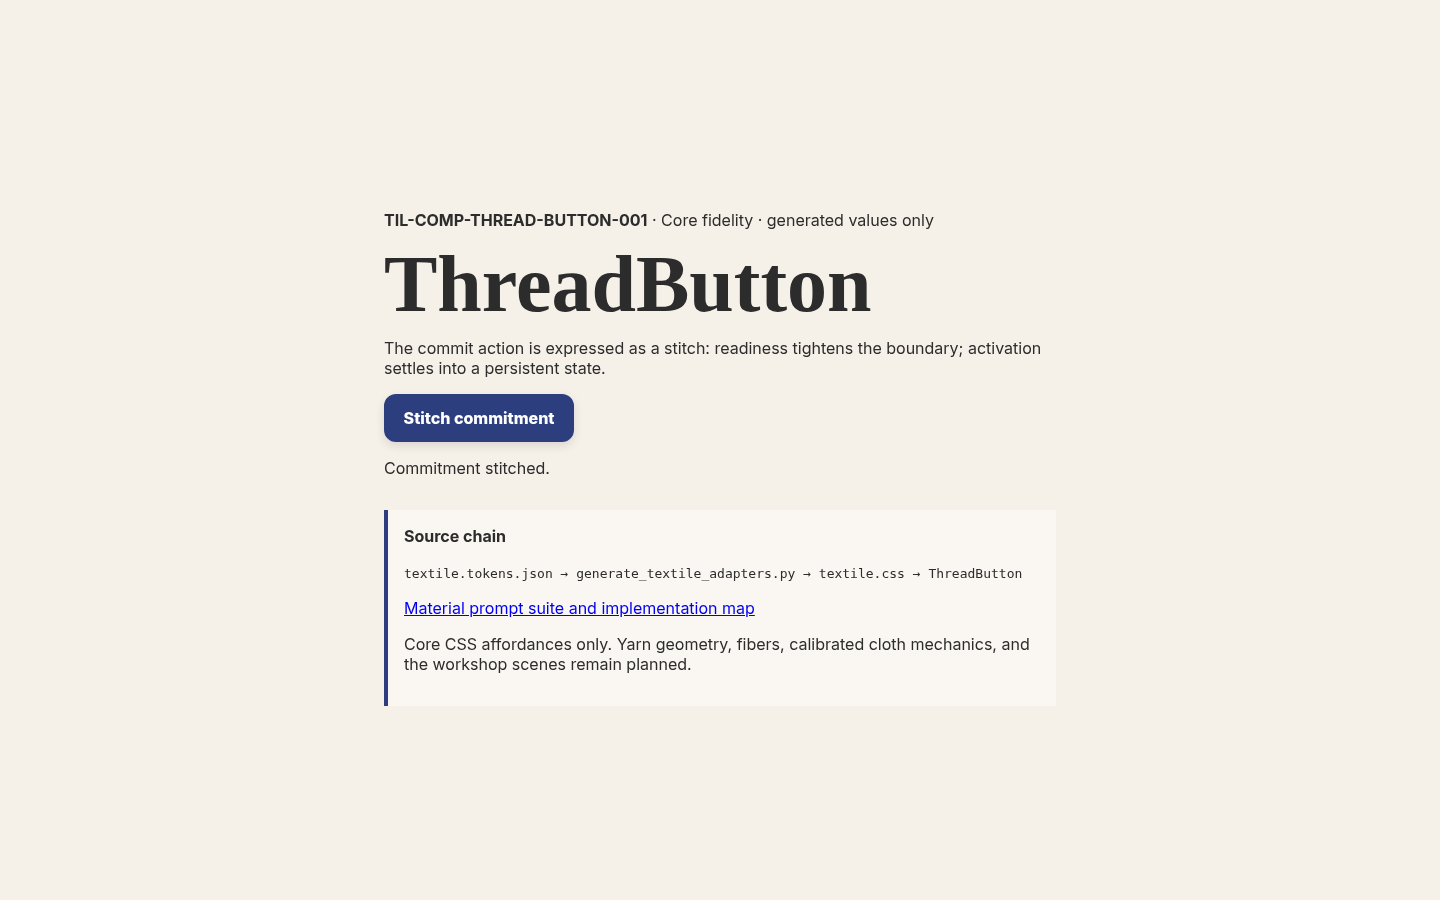 TIL-COMP-THREAD-BUTTON-001 · Core fidelity · generated values only
ThreadButton
The commit action is expressed as a stitch: readiness tightens the boundary; activation
settles into a persistent state.
Stitch commitment
Commitment stitched.
Source chain
textile.tokens.json → generate_textile_adapters.py → textile.css → ThreadButton
Material prompt suite and implementation map
Core CSS affordances only. Yarn geometry, fibers, calibrated cloth mechanics, and
the workshop scenes remain planned.